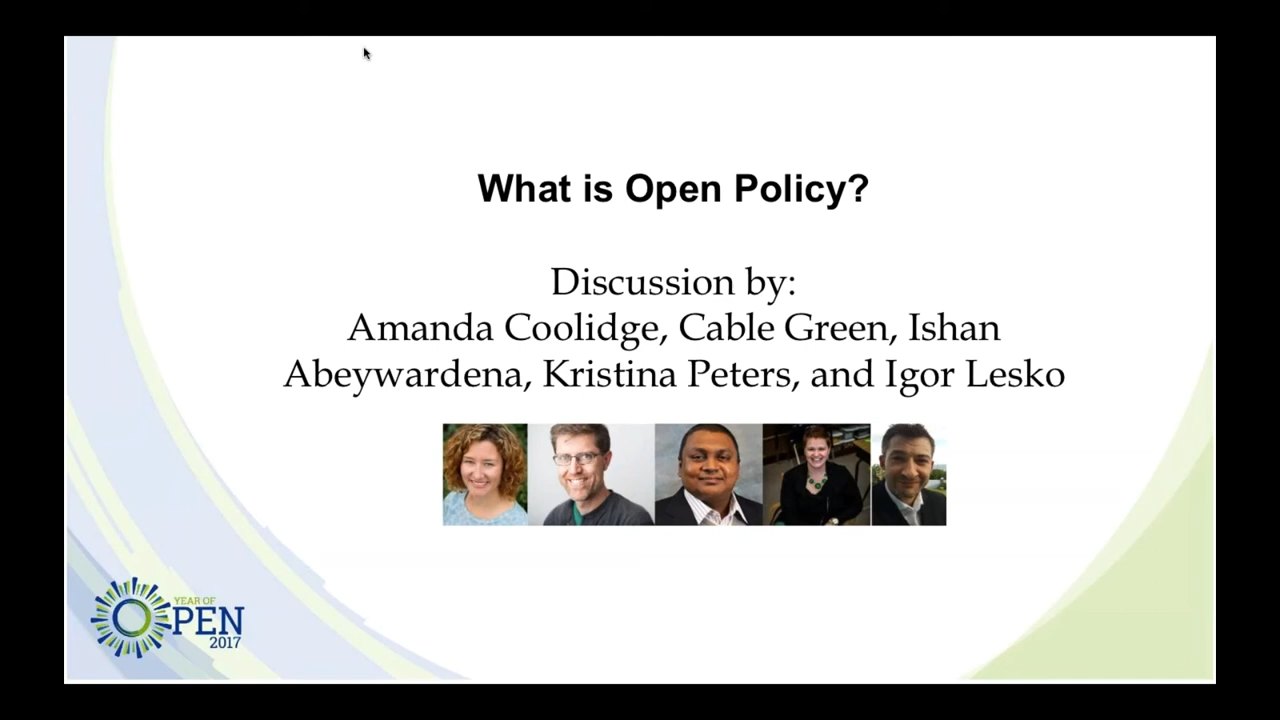 What is Open Policy?
Discussion by:
Amanda Coolidge, Cable Green, Ishan
Abeywardena, Kristina Peters, and Igor Lesko
YEAR OF
OPEN
2017